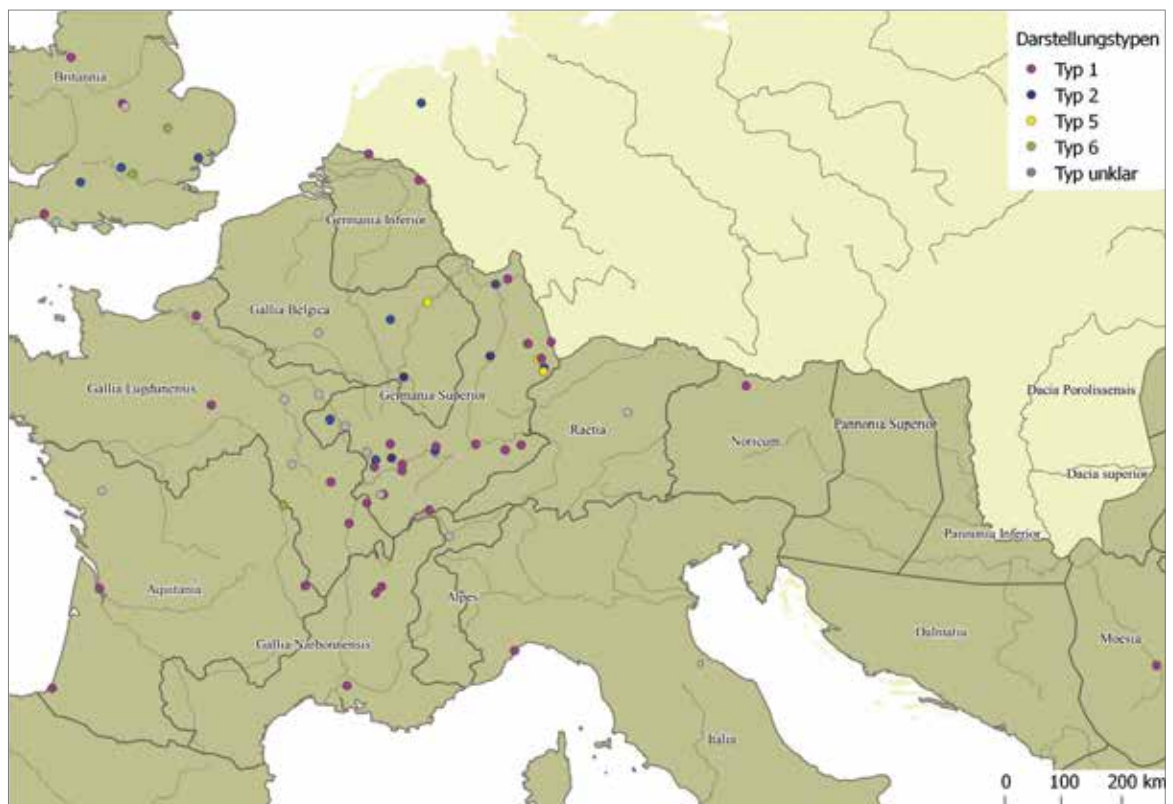 Darstellungstypen
Typ 1
Typ 2
Typ 5
Typ 6
Typ unklar
Britannia
Germania Inferior
Gallia Belgica
Gallia Lugdunensis
Germania Superior
Raetia
Noricum
Pannonia Superior
Dacia Porolissensis
Dacia superior
Pannonia Inferior
Aquitania
Alpes
Gallia Narbonnensis
Dalmatia
Moesia
Italia
0 100 200 km